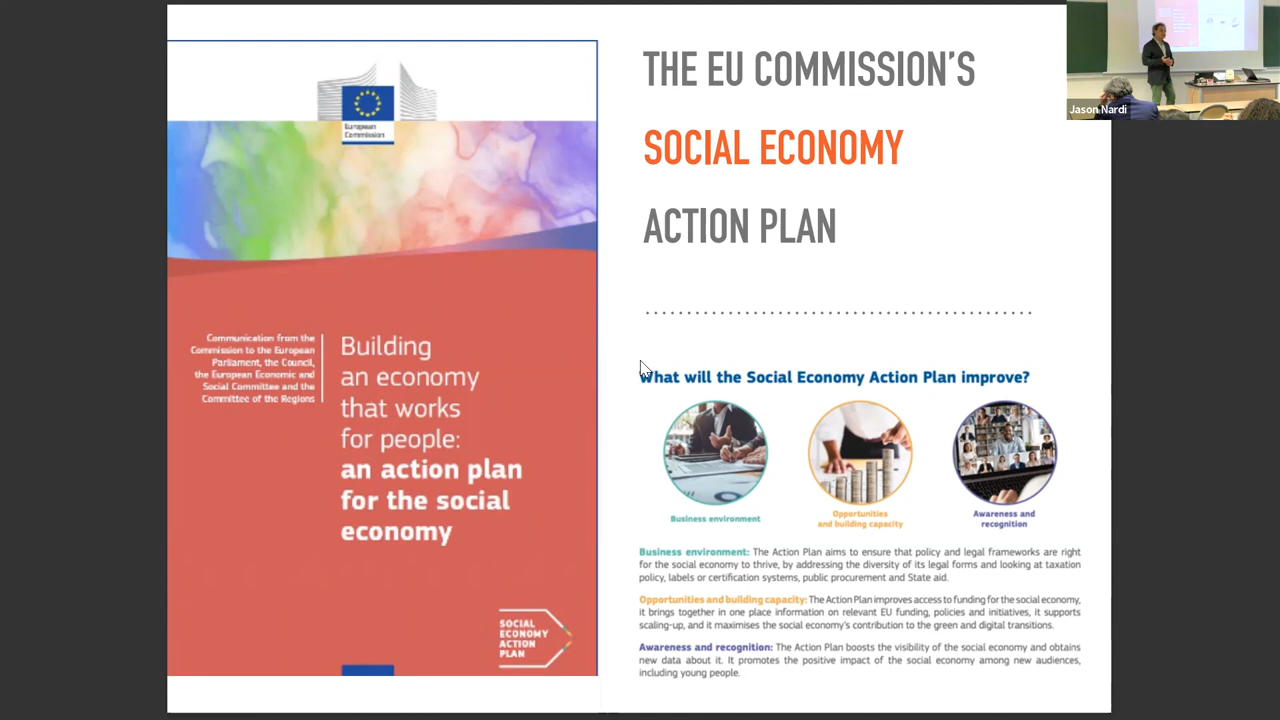 THE EU COMMISSION'S
SOCIAL ECONOMY
ACTION PLAN
Jason Nardi
European
Commission
Communication from the
Commission to the European
Parliament, the Council,
the European Economic and
Social Committee and the
Committee of the Regions
Building
an economy
that works
for people:
an action plan
for the social
economy
SOCIAL
ECONOMY
ACTION
PLAN
What will the Social Economy Action Plan improve?
Business environment
Opportunities
and building capacity
Awareness and
recognition
Business environment: The Action Plan aims to ensure that policy and legal frameworks are right
for the social economy to thrive, by addressing the diversity of its legal forms and looking at taxation
policy, labels or certification systems, public procurement and State aid.
Opportunities and building capacity: The Action Plan improves access to funding for the social economy,
it brings together in one place information on relevant EU funding, policies and initiatives, it supports
scaling-up, and it maximises the social economy's contribution to the green and digital transitions.
Awareness and recognition: The Action Plan boosts the visibility of the social economy and obtains
new data about it. It promotes the positive impact of the social economy among new audiences,
including young people.